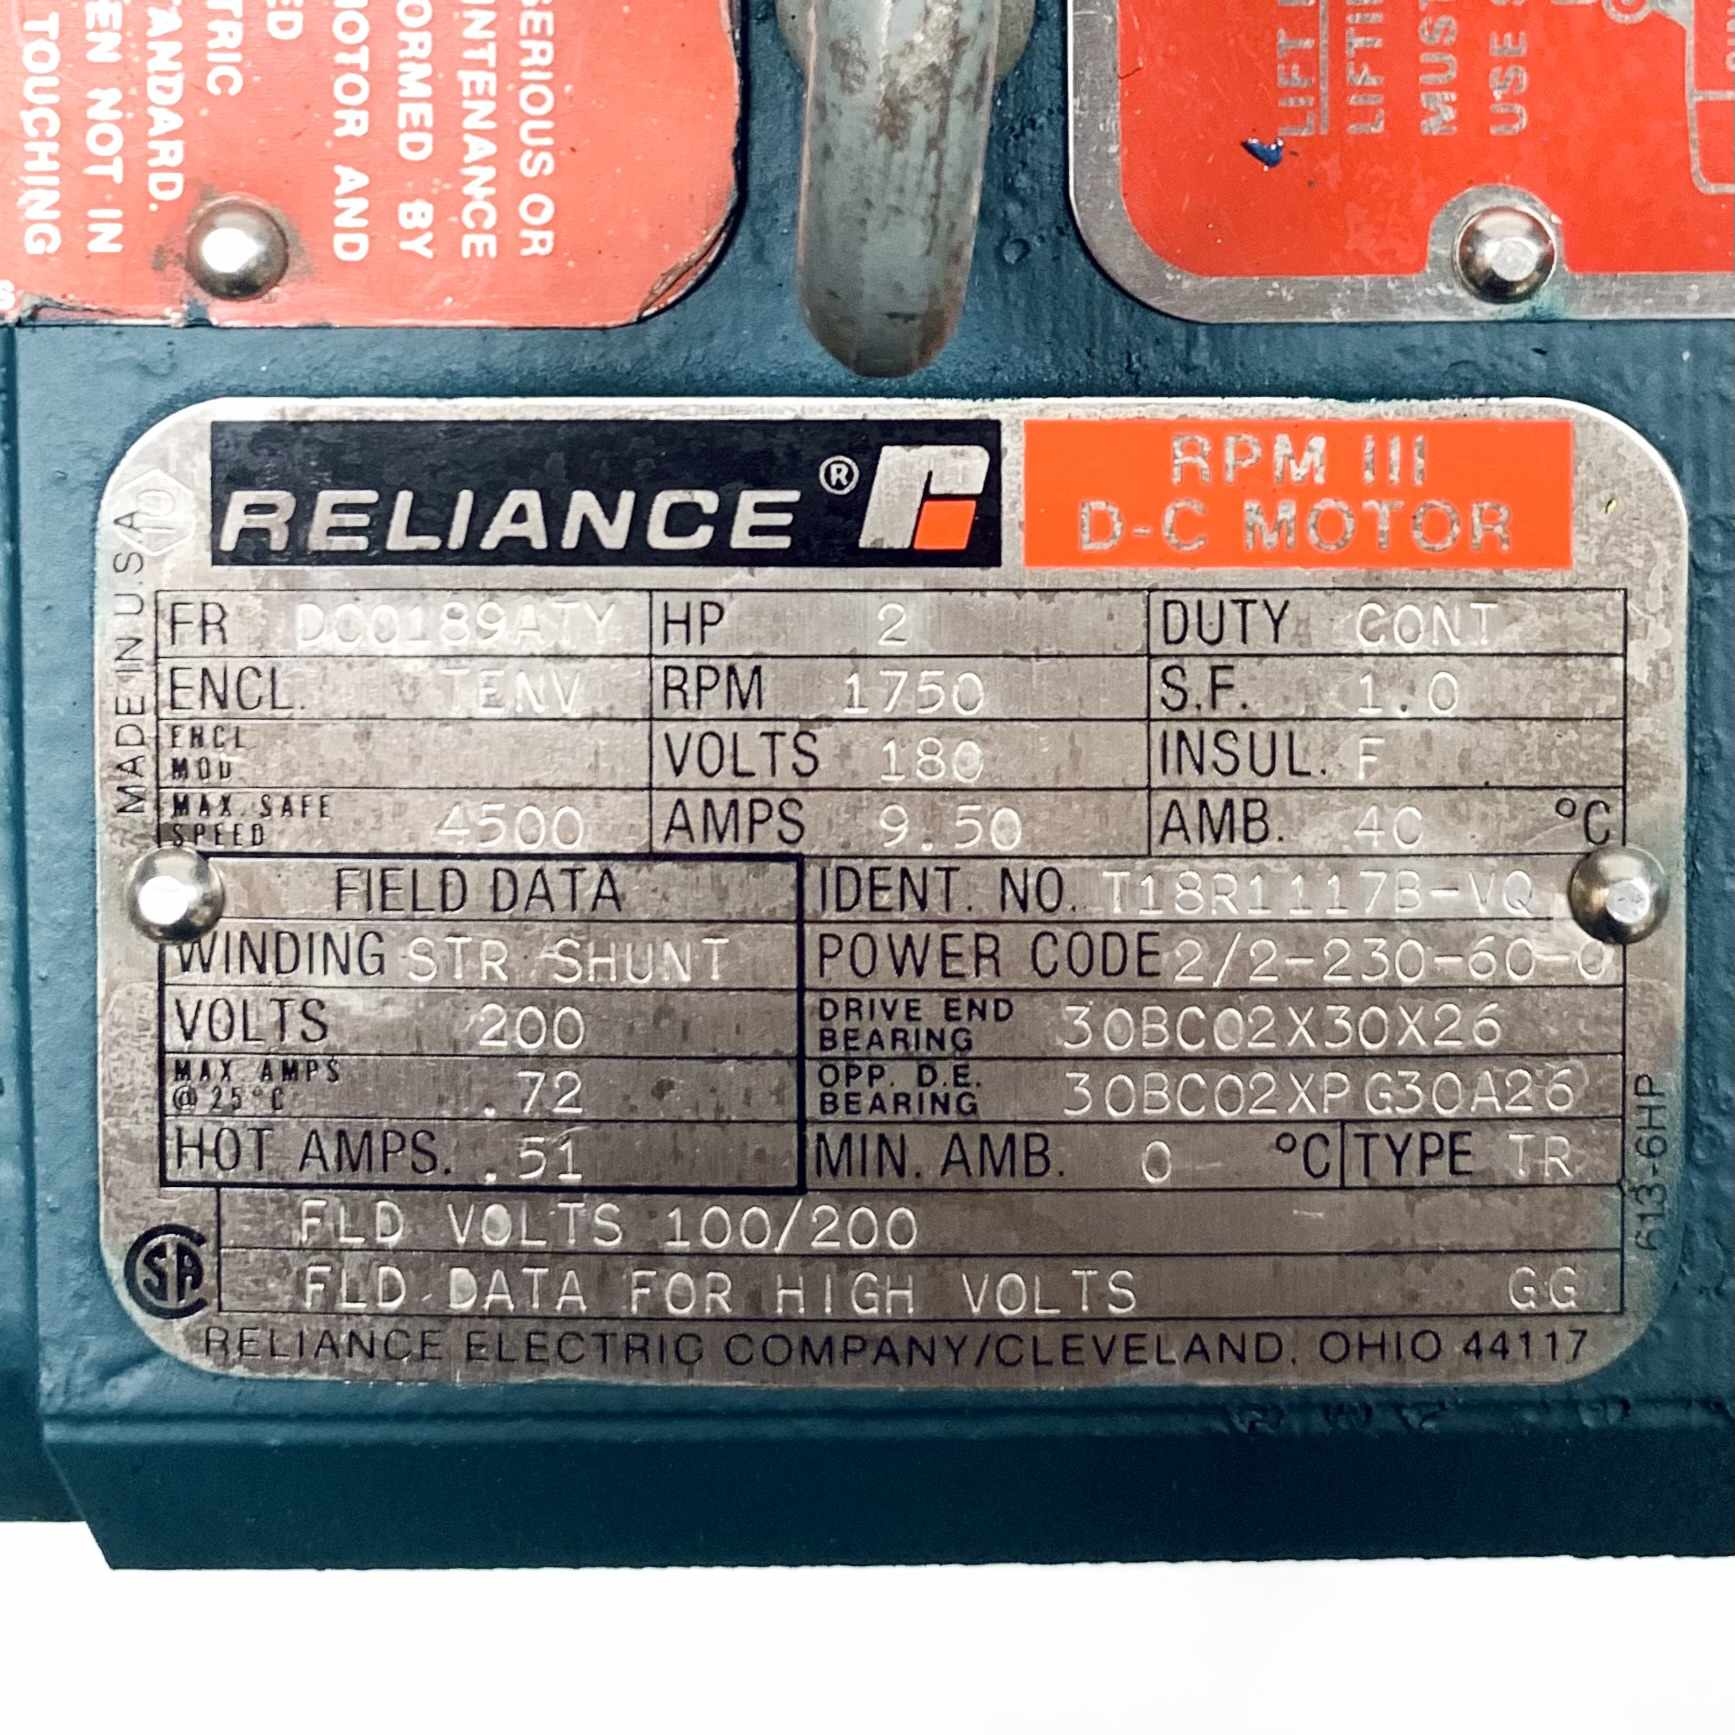 SERIOUS OR
INTENANCE
ORMED BY
MOTOR AND
TRIC
ED
TANDARD.
EN NOT IN
TOUCHING
S
LIFT
LIFTI
MUST
USE S
RELIANCE ®
RPM III
D-C MOTOR
MADE IN U.S.A
10
FR DC0189ATY HP 2 DUTY CONT
ENCL. TENV RPM 1750 S.F. 1.0
ENCL MOD VOLTS 180 INSUL. F
MAX. SAFE SPEED 4500 AMPS 9.50 AMB. 40 °C
FIELD DATA IDENT. NO. T18R1117B-VQ
WINDING STR SHUNT POWER CODE 2/2-230-60-0
VOLTS 200 DRIVE END BEARING 30BC02X30X26
MAX AMPS @ 25°C .72 OPP. D.E. BEARING 30BC02XPG30A26
HOT AMPS. .51 MIN. AMB. 0 °C TYPE TR
FLD VOLTS 100/200
FLD DATA FOR HIGH VOLTS GG
SA
613-6HP
RELIANCE ELECTRIC COMPANY/CLEVELAND, OHIO 44117